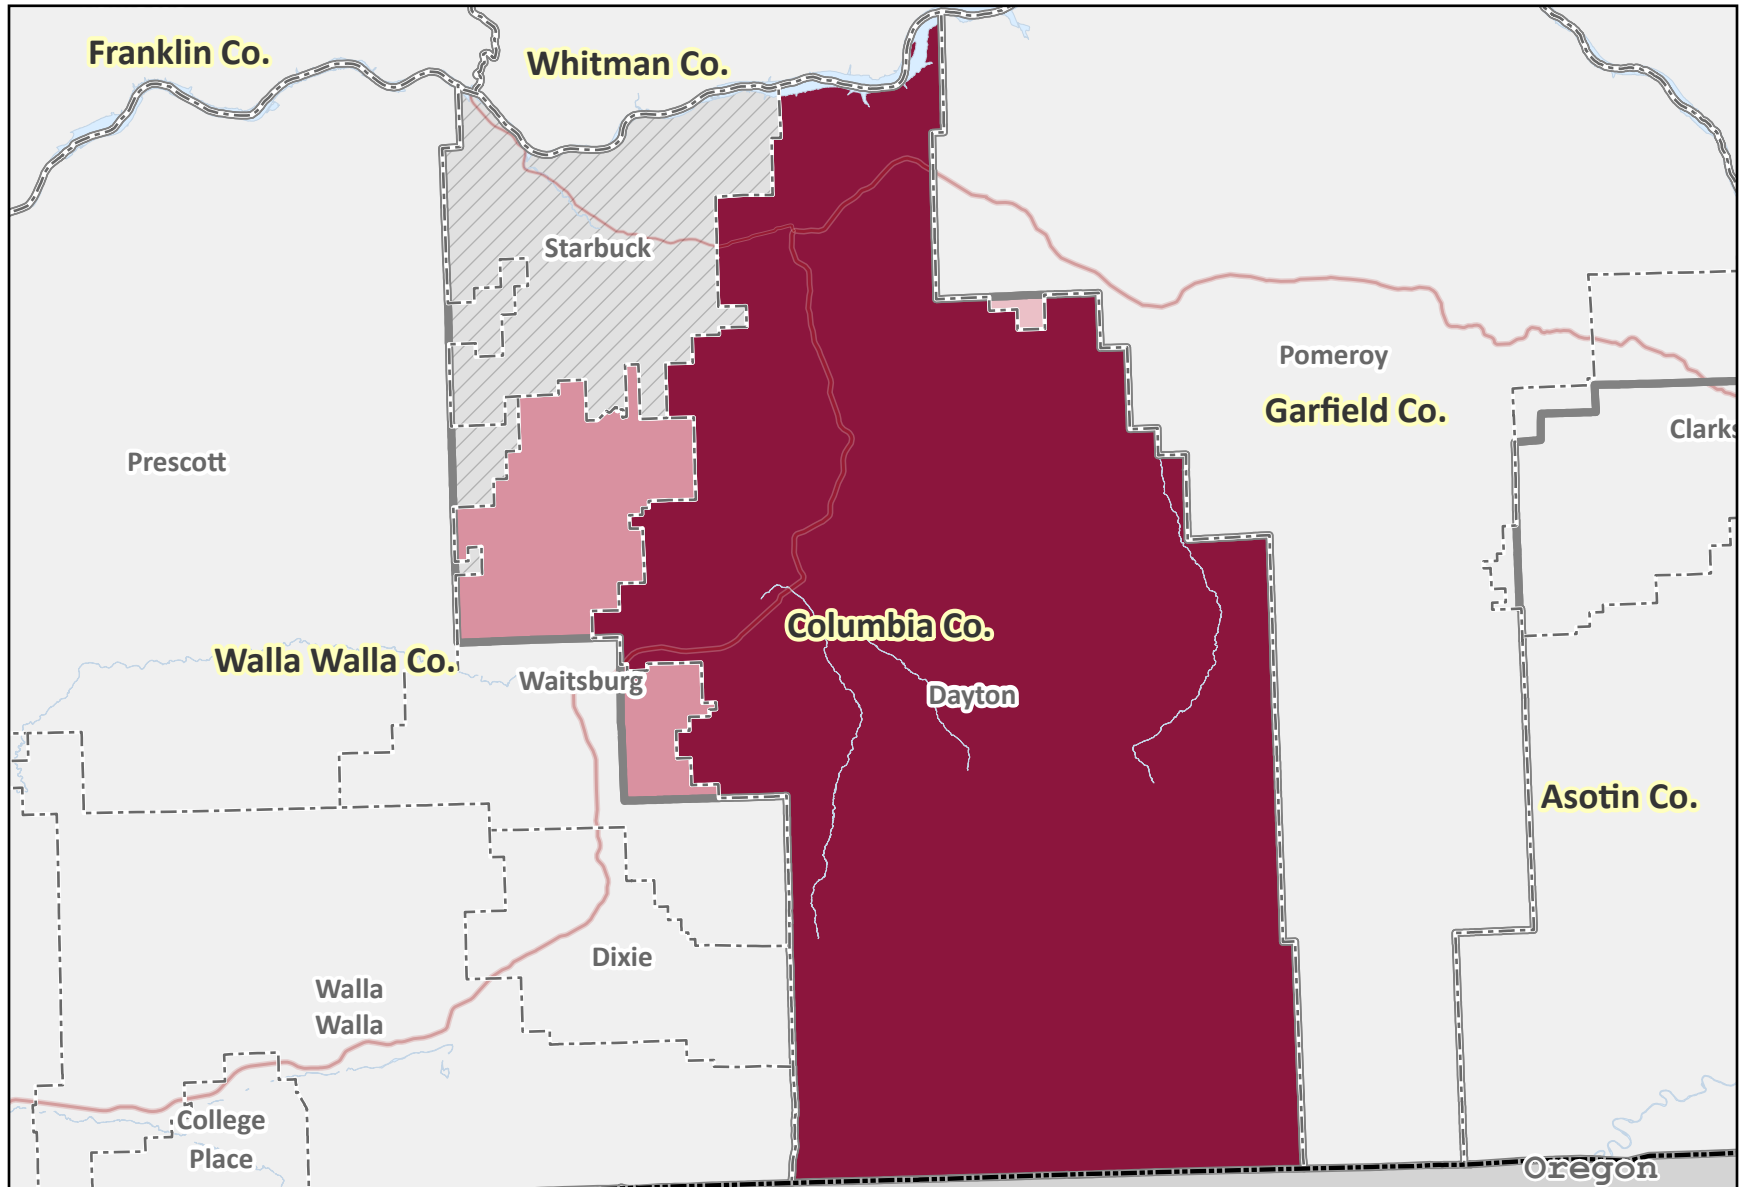 Franklin Co.
Whitman Co.
Starbuck
Pomeroy
Garfield Co.
Clarks
Prescott
Columbia Co.
Walla Walla Co.
Waitsburg
Dayton
Asotin Co.
Dixie
Walla
Walla
College
Place
Oregon